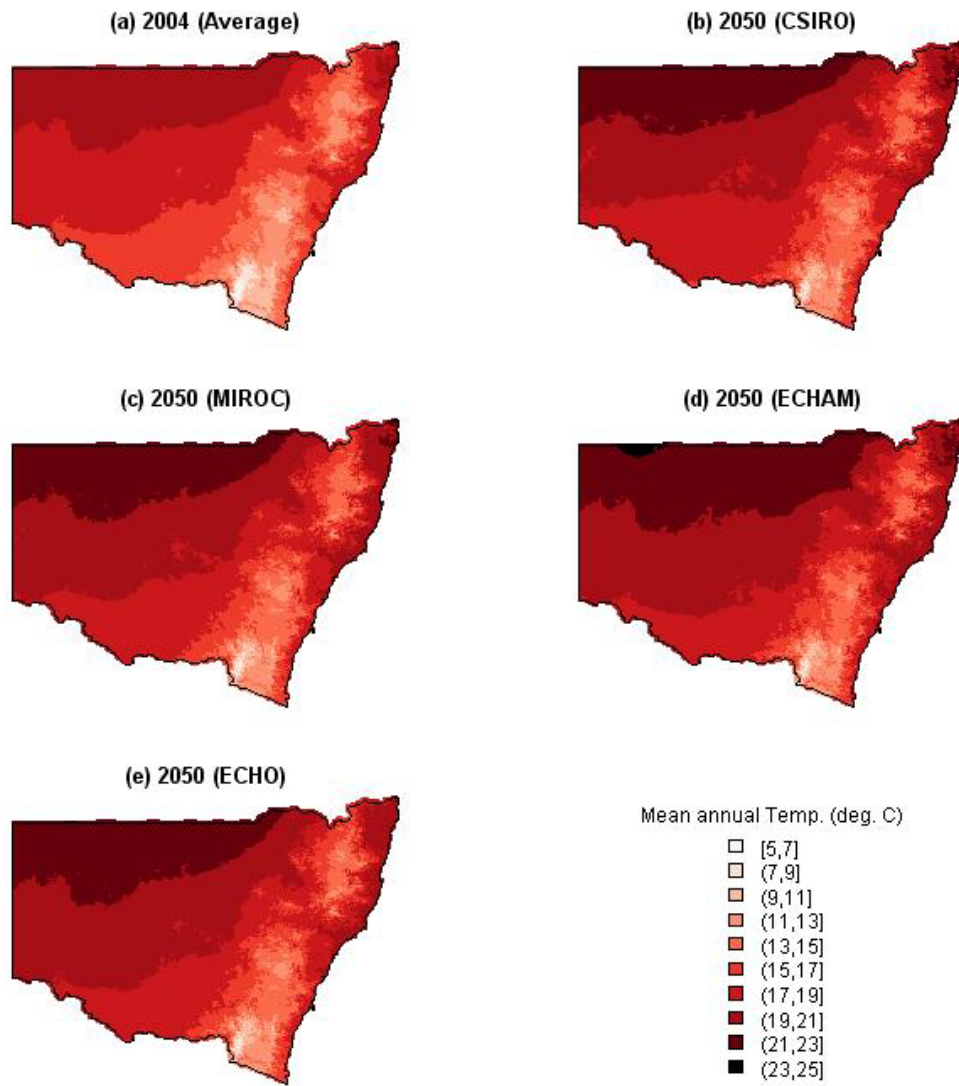 (a) 2004 (Average)
(b) 2050 (CSIRO)
(c) 2050 (MIROC)
(d) 2050 (ECHAM)
(e) 2050 (ECHO)
Mean annual Temp. (deg. C)
[5,7]
(7,9]
(9,11]
(11,13]
(13,15]
(15,17]
(17,19]
(19,21]
(21,23]
(23,25]